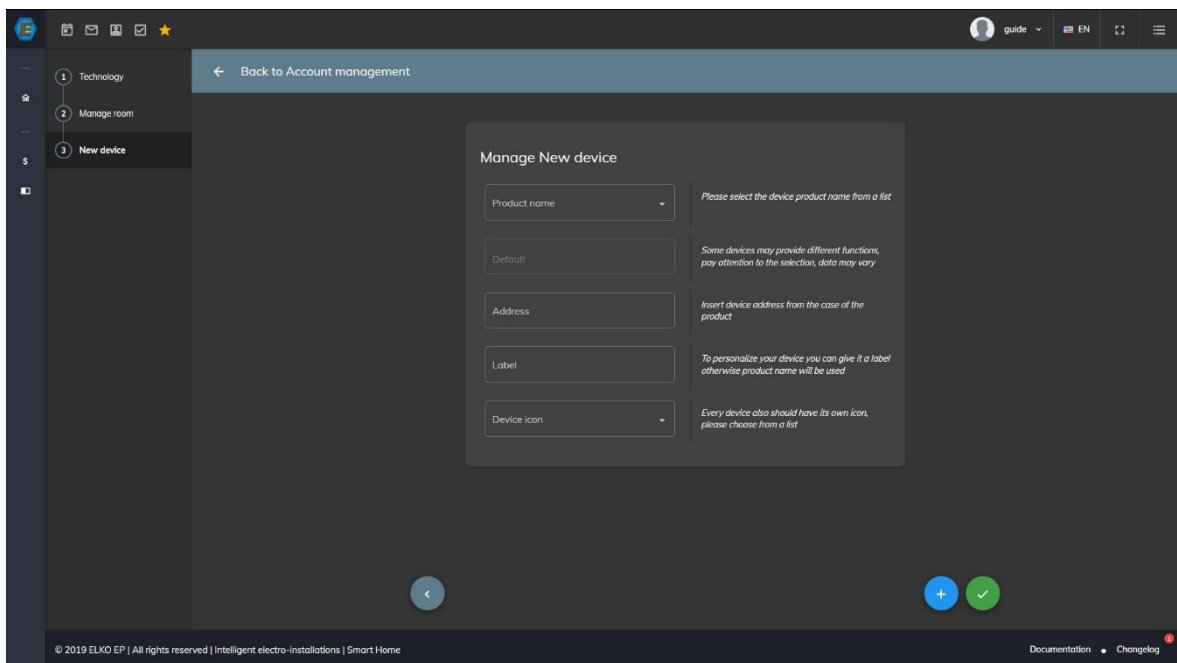 E
guide
EN
1 Technology
Back to Account management
2 Manage room
3 New device
$
Manage New device
Product name
Please select the device product name from a list
Default
Some devices may provide different functions,
pay attention to the selection, data may vary
Address
Insert device address from the case of the
product
Label
To personalize your device you can give it a label
otherwise product name will be used
Device icon
Every device also should have its own icon,
please choose from a list
© 2019 ELKO EP | All rights reserved | Intelligent electro-installations | Smart Home
Documentation • Changelog
1